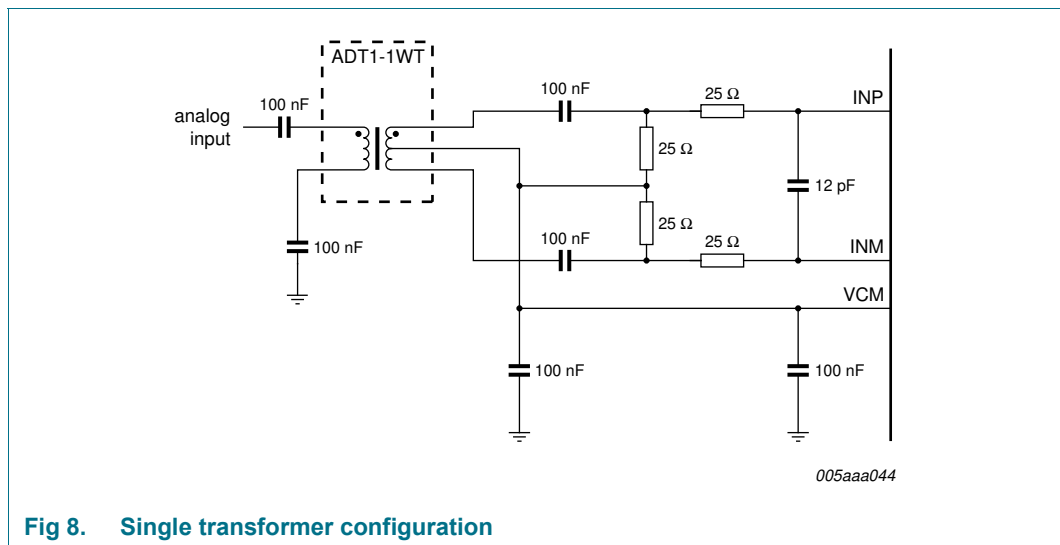 ADT1-1WT
analog
input
100 nF
100 nF
100 nF
25 Ω
INP
25 Ω
12 pF
25 Ω
100 nF
25 Ω
INM
VCM
100 nF
100 nF
005aaa044
Fig 8. Single transformer configuration